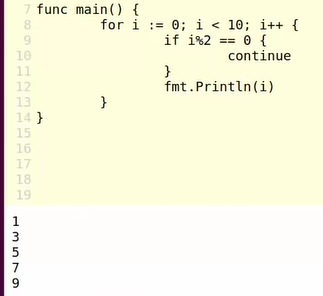 7 func main() {
8         for i := 0; i < 10; i++ {
9                 if i%2 == 0 {
10                         continue
11                 }
12                 fmt.Println(i)
13         }
14 }
15
16
17
18
19
1
3
5
7
9